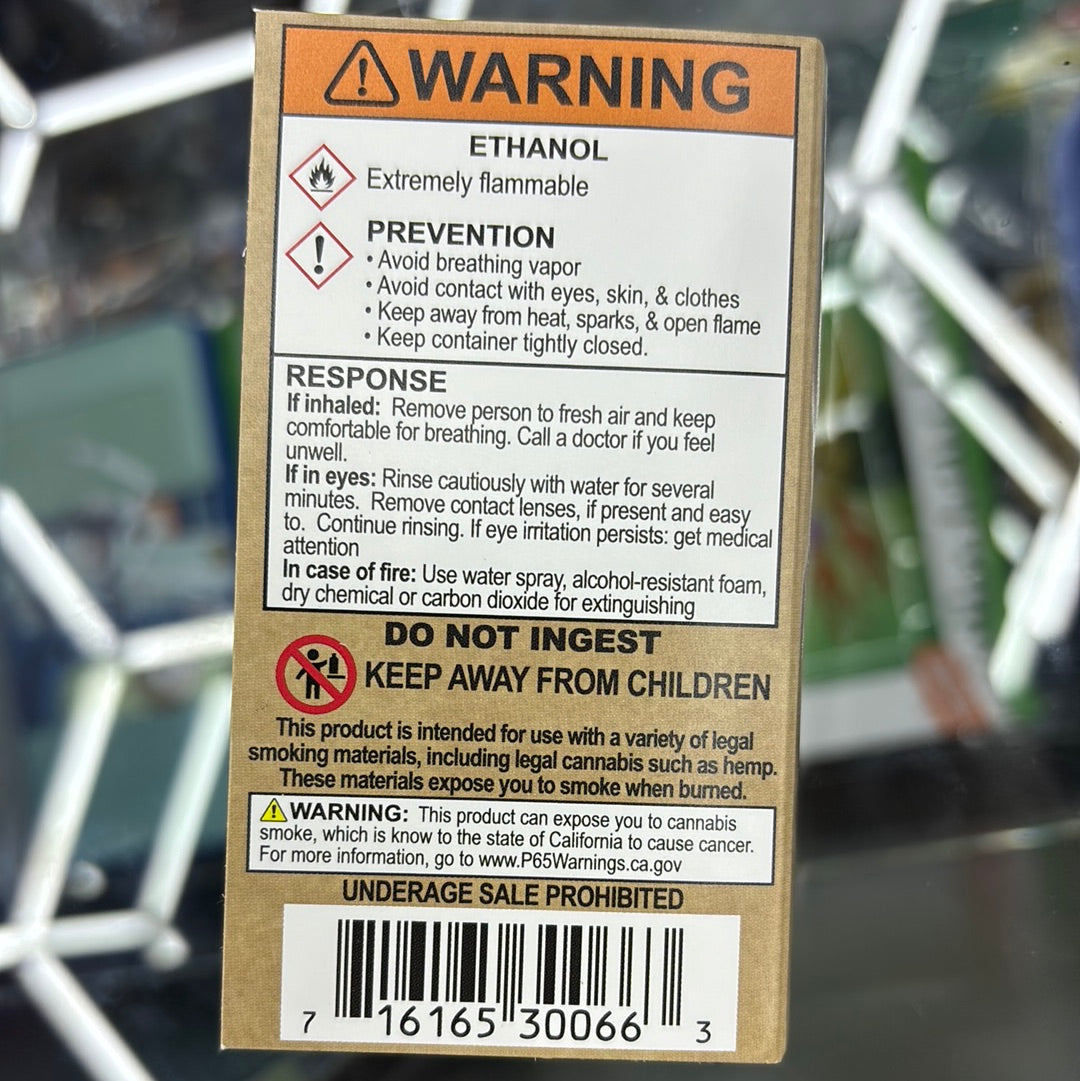 WARNING
ETHANOL
Extremely flammable
PREVENTION
• Avoid breathing vapor
• Avoid contact with eyes, skin, & clothes
• Keep away from heat, sparks, & open flame
• Keep container tightly closed.
RESPONSE
If inhaled: Remove person to fresh air and keep
comfortable for breathing. Call a doctor if you feel
unwell.
If in eyes: Rinse cautiously with water for several
minutes. Remove contact lenses, if present and easy
to. Continue rinsing. If eye irritation persists: get medical
attention
In case of fire: Use water spray, alcohol-resistant foam,
dry chemical or carbon dioxide for extinguishing
DO NOT INGEST
KEEP AWAY FROM CHILDREN
This product is intended for use with a variety of legal
smoking materials, including legal cannabis such as hemp.
These materials expose you to smoke when burned.
WARNING: This product can expose you to cannabis
smoke, which is know to the state of California to cause cancer.
For more information, go to www.P65Warnings.ca.gov
UNDERAGE SALE PROHIBITED
7 16165 30066 3